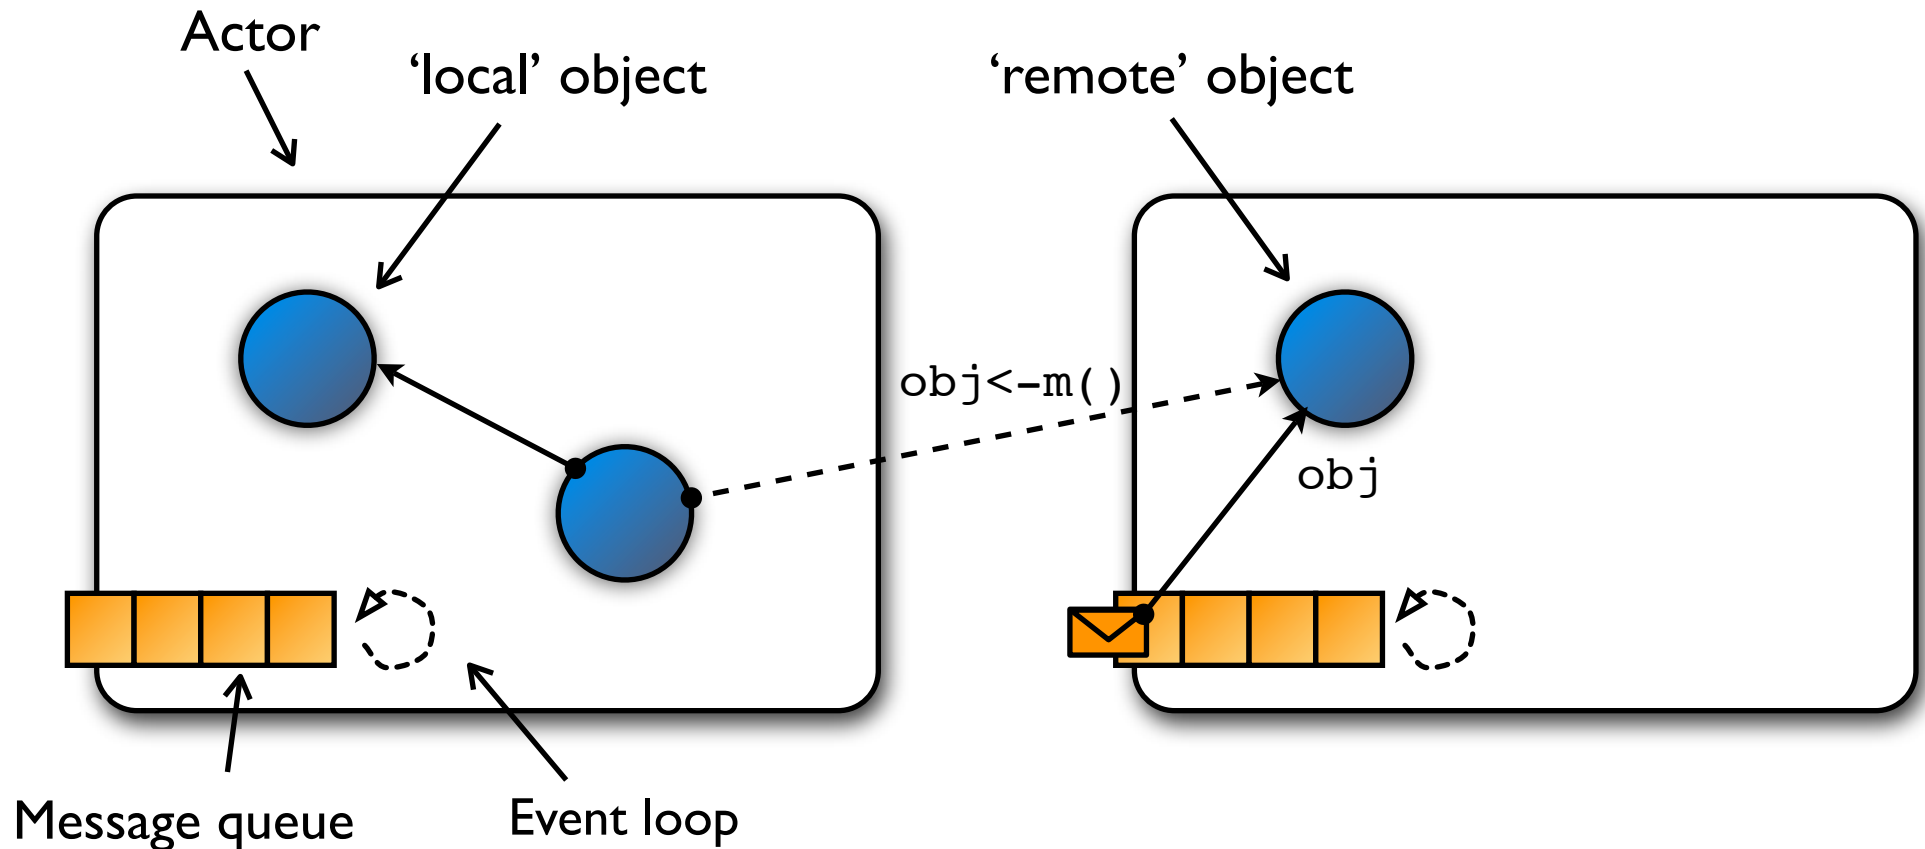 Actor
‘local’ object
‘remote’ object
obj<-m()
obj
Message queue
Event loop